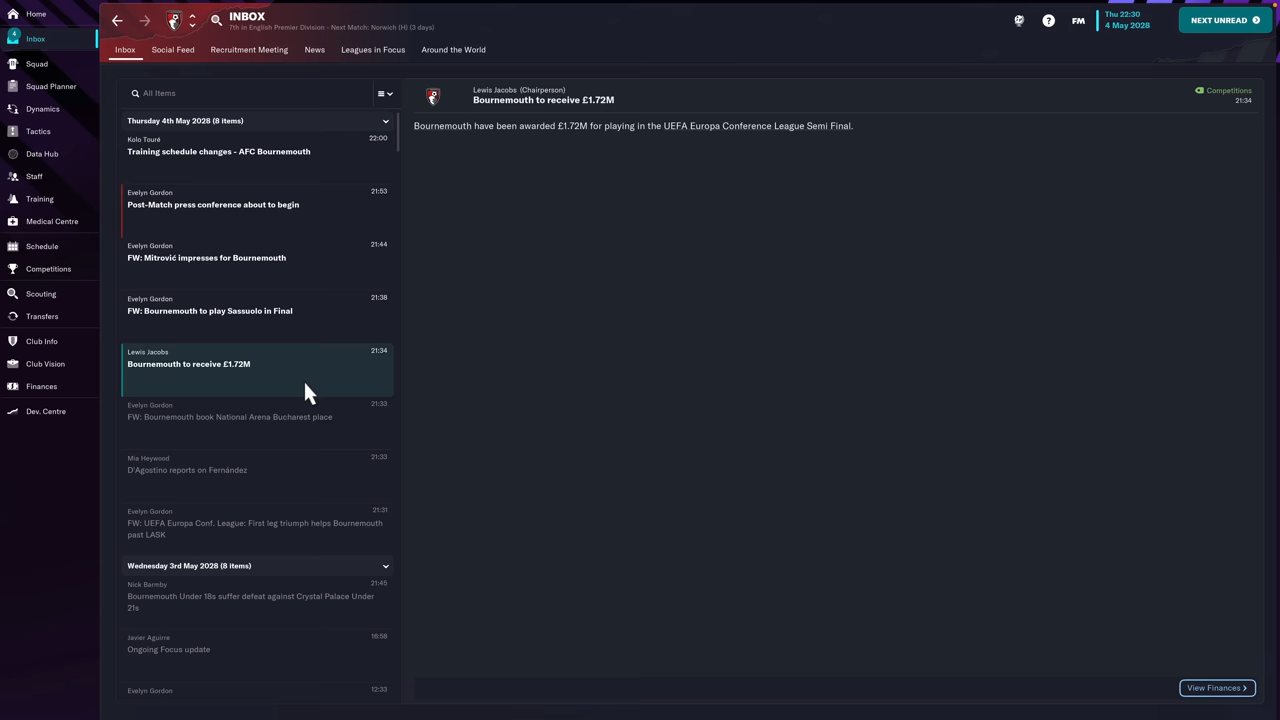 Home
4
Inbox
Squad
Squad Planner
Dynamics
Tactics
Data Hub
Staff
Training
Medical Centre
Schedule
Competitions
Scouting
Transfers
Club Info
Club Vision
Finances
Dev. Centre
INBOX
7th in English Premier Division - Next Match: Norwich (H) (3 days)
FM
Thu 22:30
4 May 2028
NEXT UNREAD
Inbox
Social Feed
Recruitment Meeting
News
Leagues in Focus
Around the World
All Items
Thursday 4th May 2028 (8 items)
Kolo Touré 22:00
Training schedule changes - AFC Bournemouth
Evelyn Gordon 21:53
Post-Match press conference about to begin
Evelyn Gordon 21:44
FW: Mitrović impresses for Bournemouth
Evelyn Gordon 21:38
FW: Bournemouth to play Sassuolo in Final
Lewis Jacobs 21:34
Bournemouth to receive £1.72M
Evelyn Gordon 21:33
FW: Bournemouth book National Arena Bucharest place
Mia Heywood 21:33
D'Agostino reports on Fernández
Evelyn Gordon 21:31
FW: UEFA Europa Conf. League: First leg triumph helps Bournemouth
past LASK
Wednesday 3rd May 2028 (8 items)
Nick Barmby 21:45
Bournemouth Under 18s suffer defeat against Crystal Palace Under
21s
Javier Aguirre 16:58
Ongoing Focus update
Evelyn Gordon 12:33
Lewis Jacobs (Chairperson)
Bournemouth to receive £1.72M
Competitions
21:34
Bournemouth have been awarded £1.72M for playing in the UEFA Europa Conference League Semi Final.
View Finances